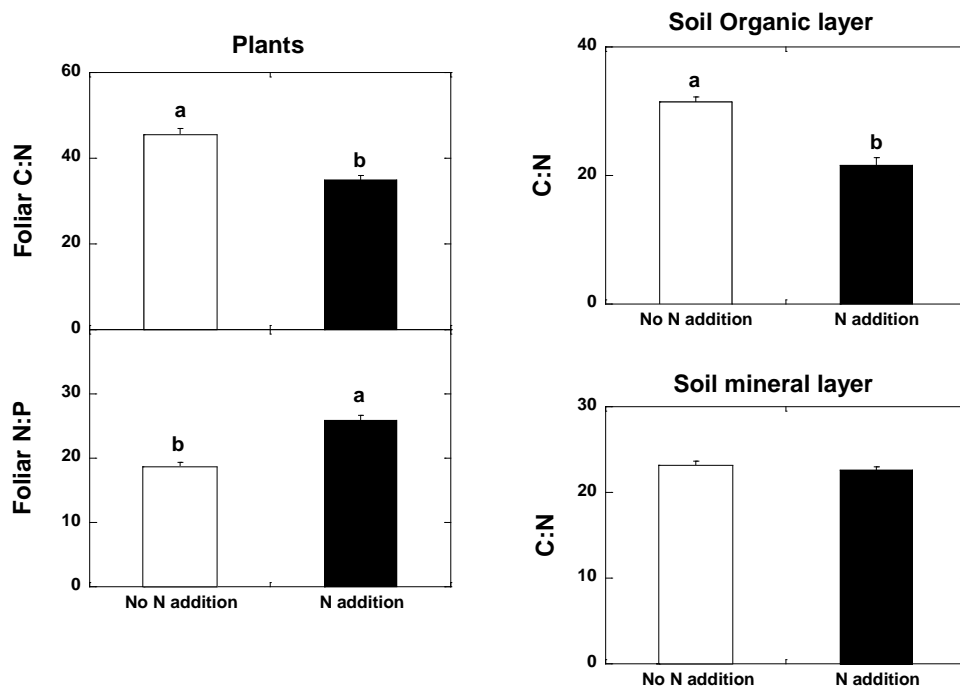 Plants
Foliar C:N
60
40
20
0
a
b
Foliar N:P
30
20
10
0
b
a
No N addition
N addition
Soil Organic layer
C:N
40
20
0
a
b
No N addition
N addition
Soil mineral layer
C:N
30
20
10
0
No N addition
N addition